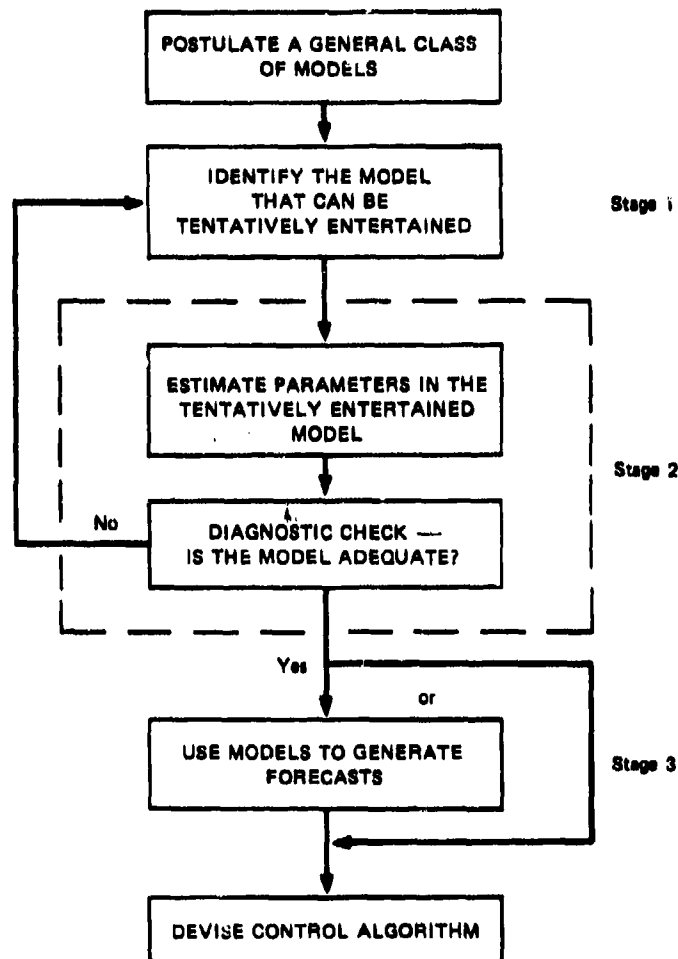 POSTULATE A GENERAL CLASS
OF MODELS
IDENTIFY THE MODEL
THAT CAN BE
TENTATIVELY ENTERTAINED
Stage 1
ESTIMATE PARAMETERS IN THE
TENTATIVELY ENTERTAINED
MODEL
Stage 2
No
DIAGNOSTIC CHECK —
IS THE MODEL ADEQUATE?
Yes
or
USE MODELS TO GENERATE
FORECASTS
Stage 3
DEVISE CONTROL ALGORITHM